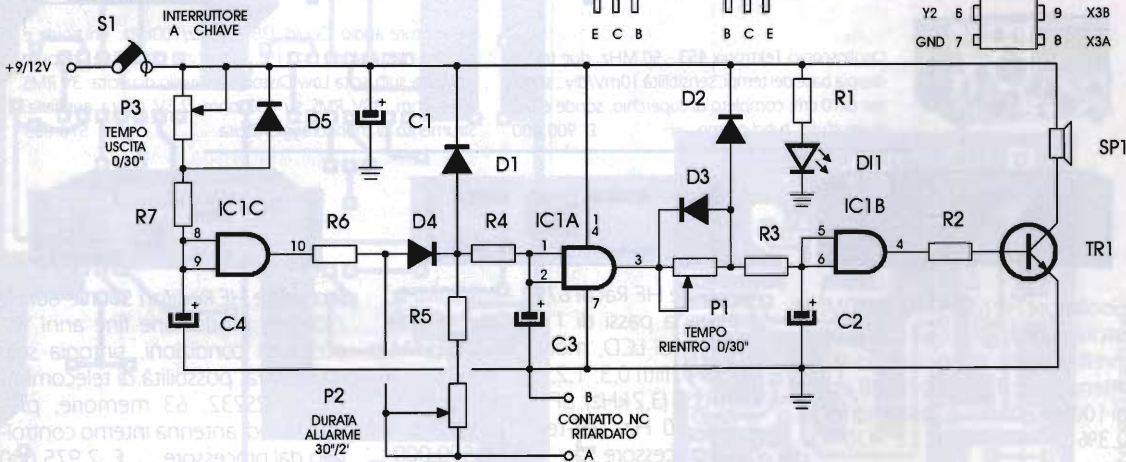 E C B
B C E
Y2 6
9 X3B
GND 7
8 X3A
S1
INTERRUTTORE
A CHIAVE
+9/12V
P3
TEMPO
USCITA
0/30"
D5
+
C1
D1
D2
R1
DI1
SP1
R7
IC1C
8
9
10
R6
D4
R4
IC1A
1
4
1
2
3
7
D3
P1
TEMPO
RIENTRO 0/30"
R3
IC1B
5
6
4
R2
TR1
+
C4
R5
+
C3
+
C2
P2
DURATA
ALLARME
30"/2'
B
CONTATTO NC
RITARDATO
A